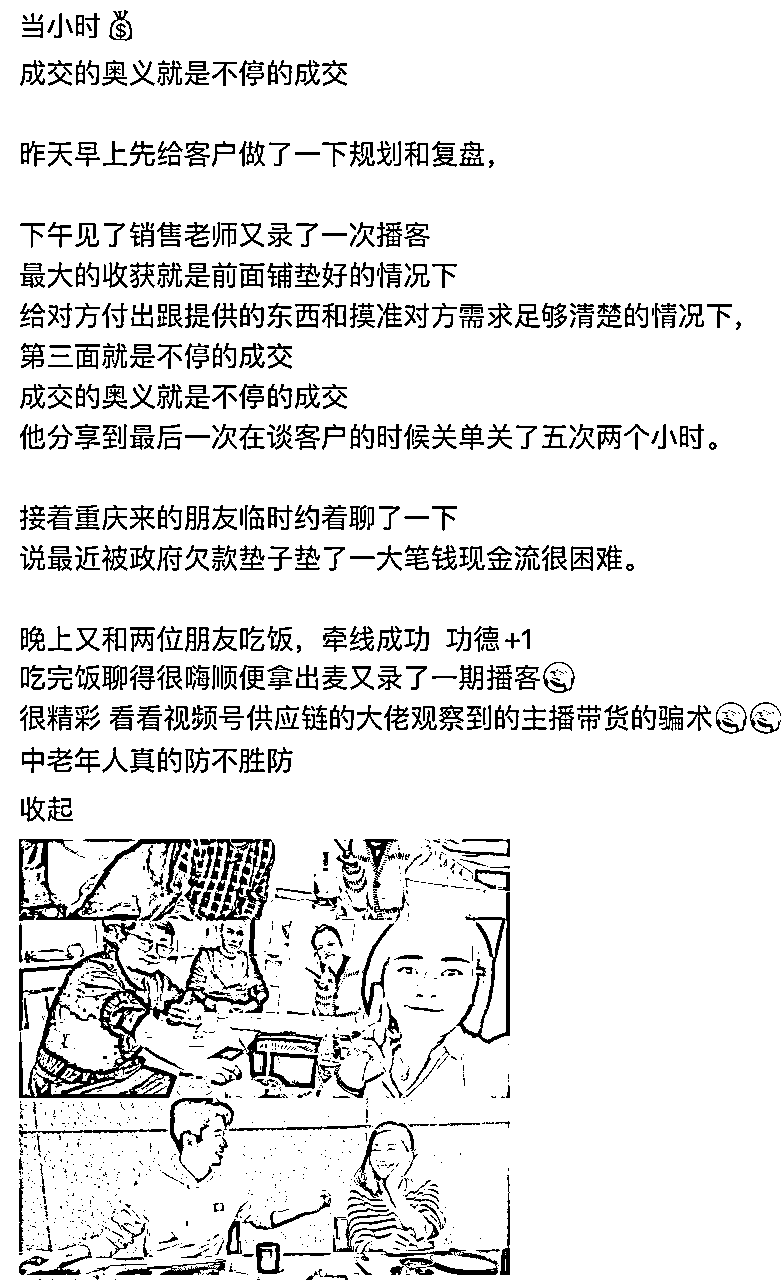 当小时💰
成交的奥义就是不停的成交
昨天早上先给客户做了一下规划和复盘，
下午见了销售老师又录了一次播客
最大的收获就是前面铺垫好的情况下
给对方付出跟提供的东西和摸准对方需求足够清楚的情况下，
第三面就是不停的成交
成交的奥义就是不停的成交
他分享到最后一次在谈客户的时候关单关了五次两个小时。
接着重庆来的朋友临时约着聊了一下
说最近被政府欠款垫子垫了一大笔钱现金流很困难。
晚上又和两位朋友吃饭，牵线成功 功德+1
吃完饭聊得很嗨顺便拿出麦又录了一期播客
很精彩 看看视频号供应链的大佬观察到的主播带货的骗术
中老年人真的防不胜防
收起